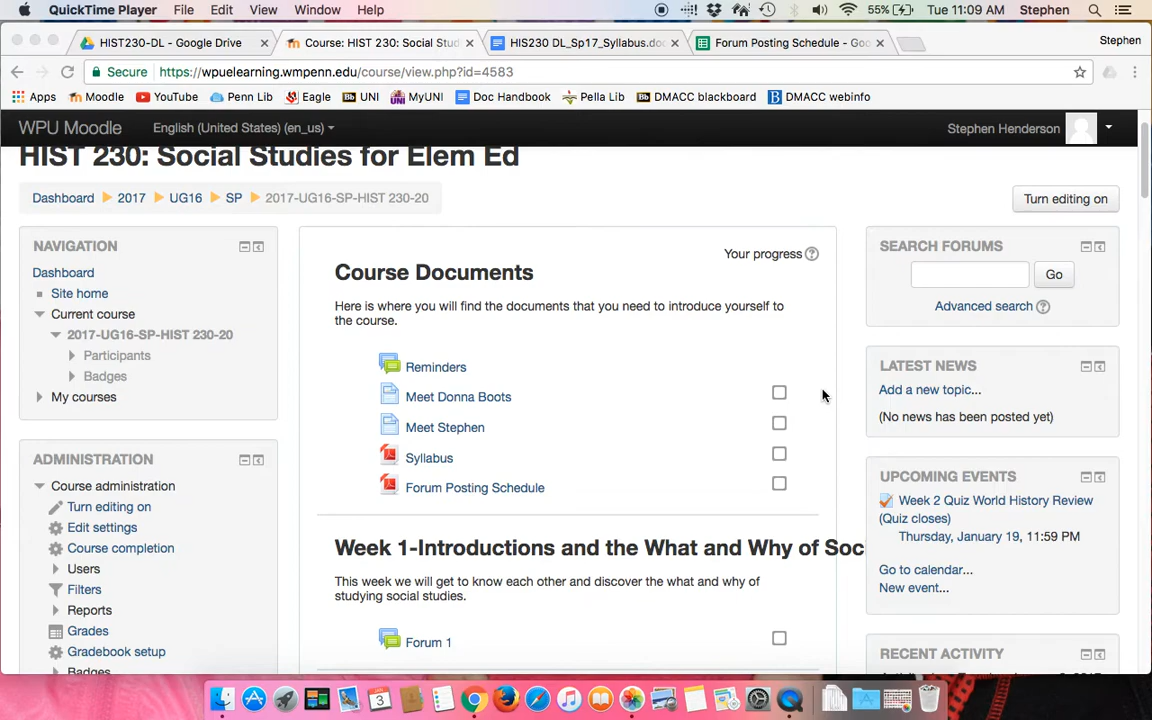 QuickTime Player File Edit View Window Help 55% Tue 11:09 AM Stephen
HIST230-DL - Google Drive Course: HIST 230: Social Stud HIS230 DL_Sp17_Syllabus.doc Forum Posting Schedule - Goo Stephen
Secure https://wpuelearning.wmpenn.edu/course/view.php?id=4583
Apps Moodle YouTube Penn Lib Eagle Bb UNI UNI MyUNI Doc Handbook Pella Lib Bb DMACC blackboard B DMACC webinfo
WPU Moodle English (United States) (en_us) Stephen Henderson
HIST 230: Social Studies for Elem Ed
Dashboard 2017 UG16 SP 2017-UG16-SP-HIST 230-20 Turn editing on
NAVIGATION
Dashboard
Site home
Current course
2017-UG16-SP-HIST 230-20
Participants
Badges
My courses
ADMINISTRATION
Course administration
Turn editing on
Edit settings
Course completion
Users
Filters
Reports
Grades
Gradebook setup
Badges
Your progress
Course Documents
Here is where you will find the documents that you need to introduce yourself to
the course.
Reminders
Meet Donna Boots
Meet Stephen
Syllabus
Forum Posting Schedule
Week 1-Introductions and the What and Why of Soc
This week we will get to know each other and discover the what and why of
studying social studies.
Forum 1
SEARCH FORUMS
Go
Advanced search
LATEST NEWS
Add a new topic...
(No news has been posted yet)
UPCOMING EVENTS
Week 2 Quiz World History Review
(Quiz closes)
Thursday, January 19, 11:59 PM
Go to calendar...
New event...
RECENT ACTIVITY
3